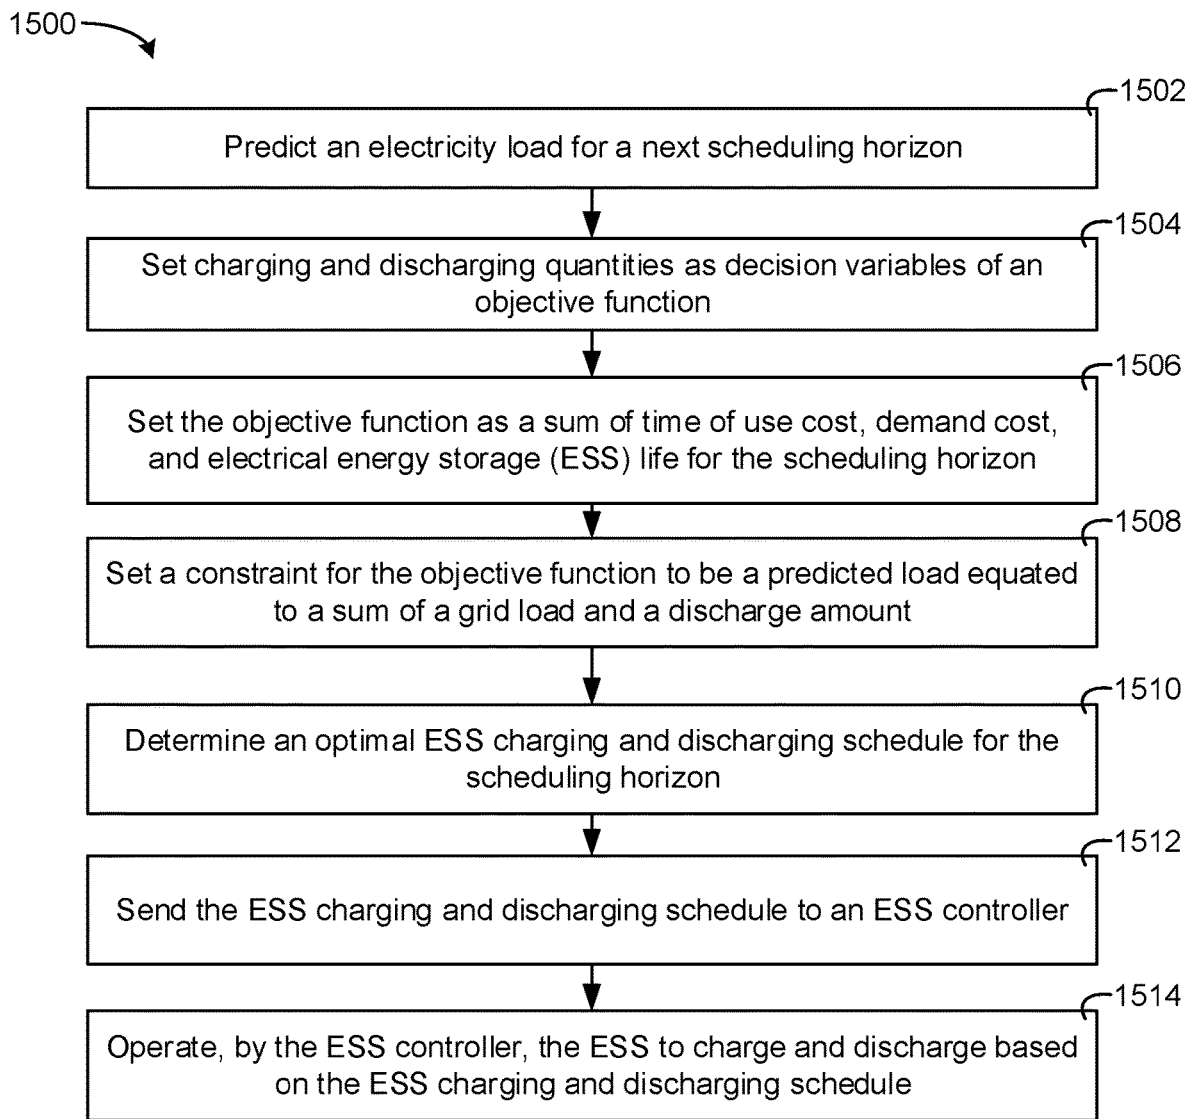 1500
1502
Predict an electricity load for a next scheduling horizon
1504
Set charging and discharging quantities as decision variables of an
objective function
1506
Set the objective function as a sum of time of use cost, demand cost,
and electrical energy storage (ESS) life for the scheduling horizon
1508
Set a constraint for the objective function to be a predicted load equated
to a sum of a grid load and a discharge amount
1510
Determine an optimal ESS charging and discharging schedule for the
scheduling horizon
1512
Send the ESS charging and discharging schedule to an ESS controller
1514
Operate, by the ESS controller, the ESS to charge and discharge based
on the ESS charging and discharging schedule